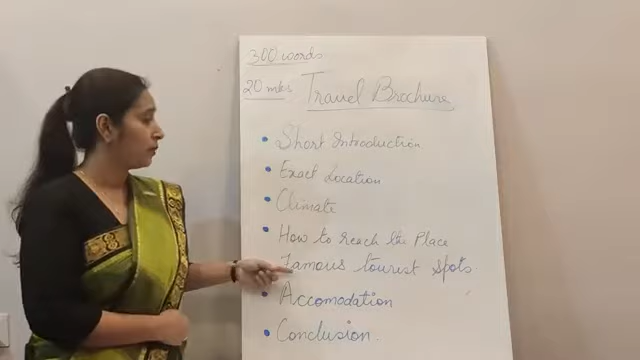 300 words
20 mks
Travel Brochure
Short Introduction
Exact Location
Climate
How to reach the Place
Famous tourist Spots
Accomodation
Conclusion.